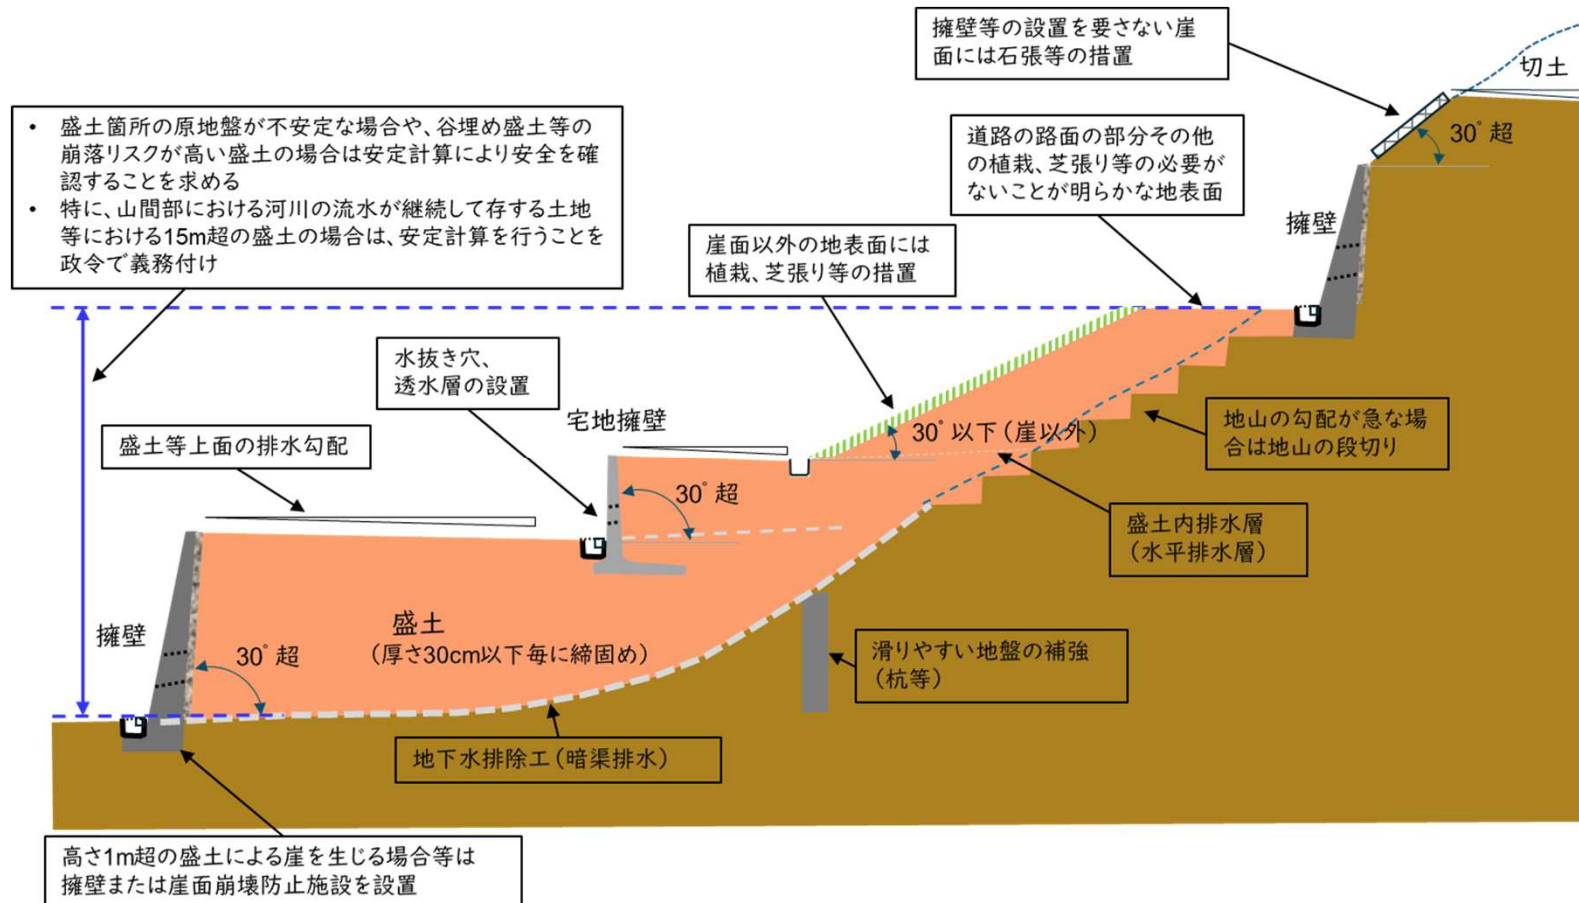 擁壁等の設置を要さない崖
面には石張等の措置
切土
30°超
• 盛土箇所の原地盤が不安定な場合や、谷埋め盛土等の
崩落リスクが高い盛土の場合は安定計算により安全を確
認することを求める
• 特に、山間部における河川の流水が継続して存する土地
等における15m超の盛土の場合は、安定計算を行うことを
政令で義務付け
道路の路面の部分その他
の植栽、芝張り等の必要が
ないことが明らかな地表面
擁壁
崖面以外の地表面には
植栽、芝張り等の措置
水抜き穴、
透水層の設置
宅地擁壁
盛土等上面の排水勾配
30°以下(崖以外)
地山の勾配が急な場
合は地山の段切り
30°超
盛土内排水層
(水平排水層)
擁壁
30°超
盛土
(厚さ30cm以下毎に締固め)
滑りやすい地盤の補強
(杭等)
地下水排除工(暗渠排水)
高さ1m超の盛土による崖を生じる場合等は
擁壁または崖面崩壊防止施設を設置